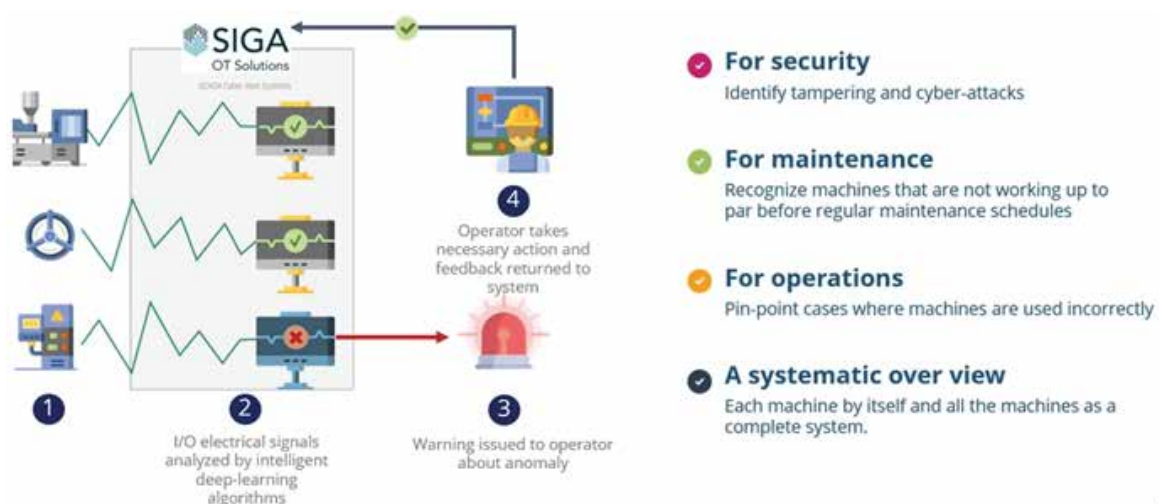 SIGA
OT Solutions
1
2
I/O electrical signals
analyzed by intelligent
deep-learning
algorithms
3
Warning issued to operator
about anomaly
4
Operator takes
necessary action and
feedback returned to
system
For security
Identify tampering and cyber-attacks
For maintenance
Recognize machines that are not working up to
par before regular maintenance schedules
For operations
Pin-point cases where machines are used incorrectly
A systematic over view
Each machine by itself and all the machines as a
complete system.